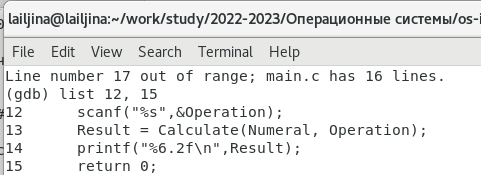 lailjina@lailjina:~/work/study/2022-2023/Операционные системы/os-i
File Edit View Search Terminal Help
Line number 17 out of range; main.c has 16 lines.
(gdb) list 12, 15
12      scanf("%s",&Operation);
13      Result = Calculate(Numeral, Operation);
14      printf("%6.2f\n",Result);
15      return 0;